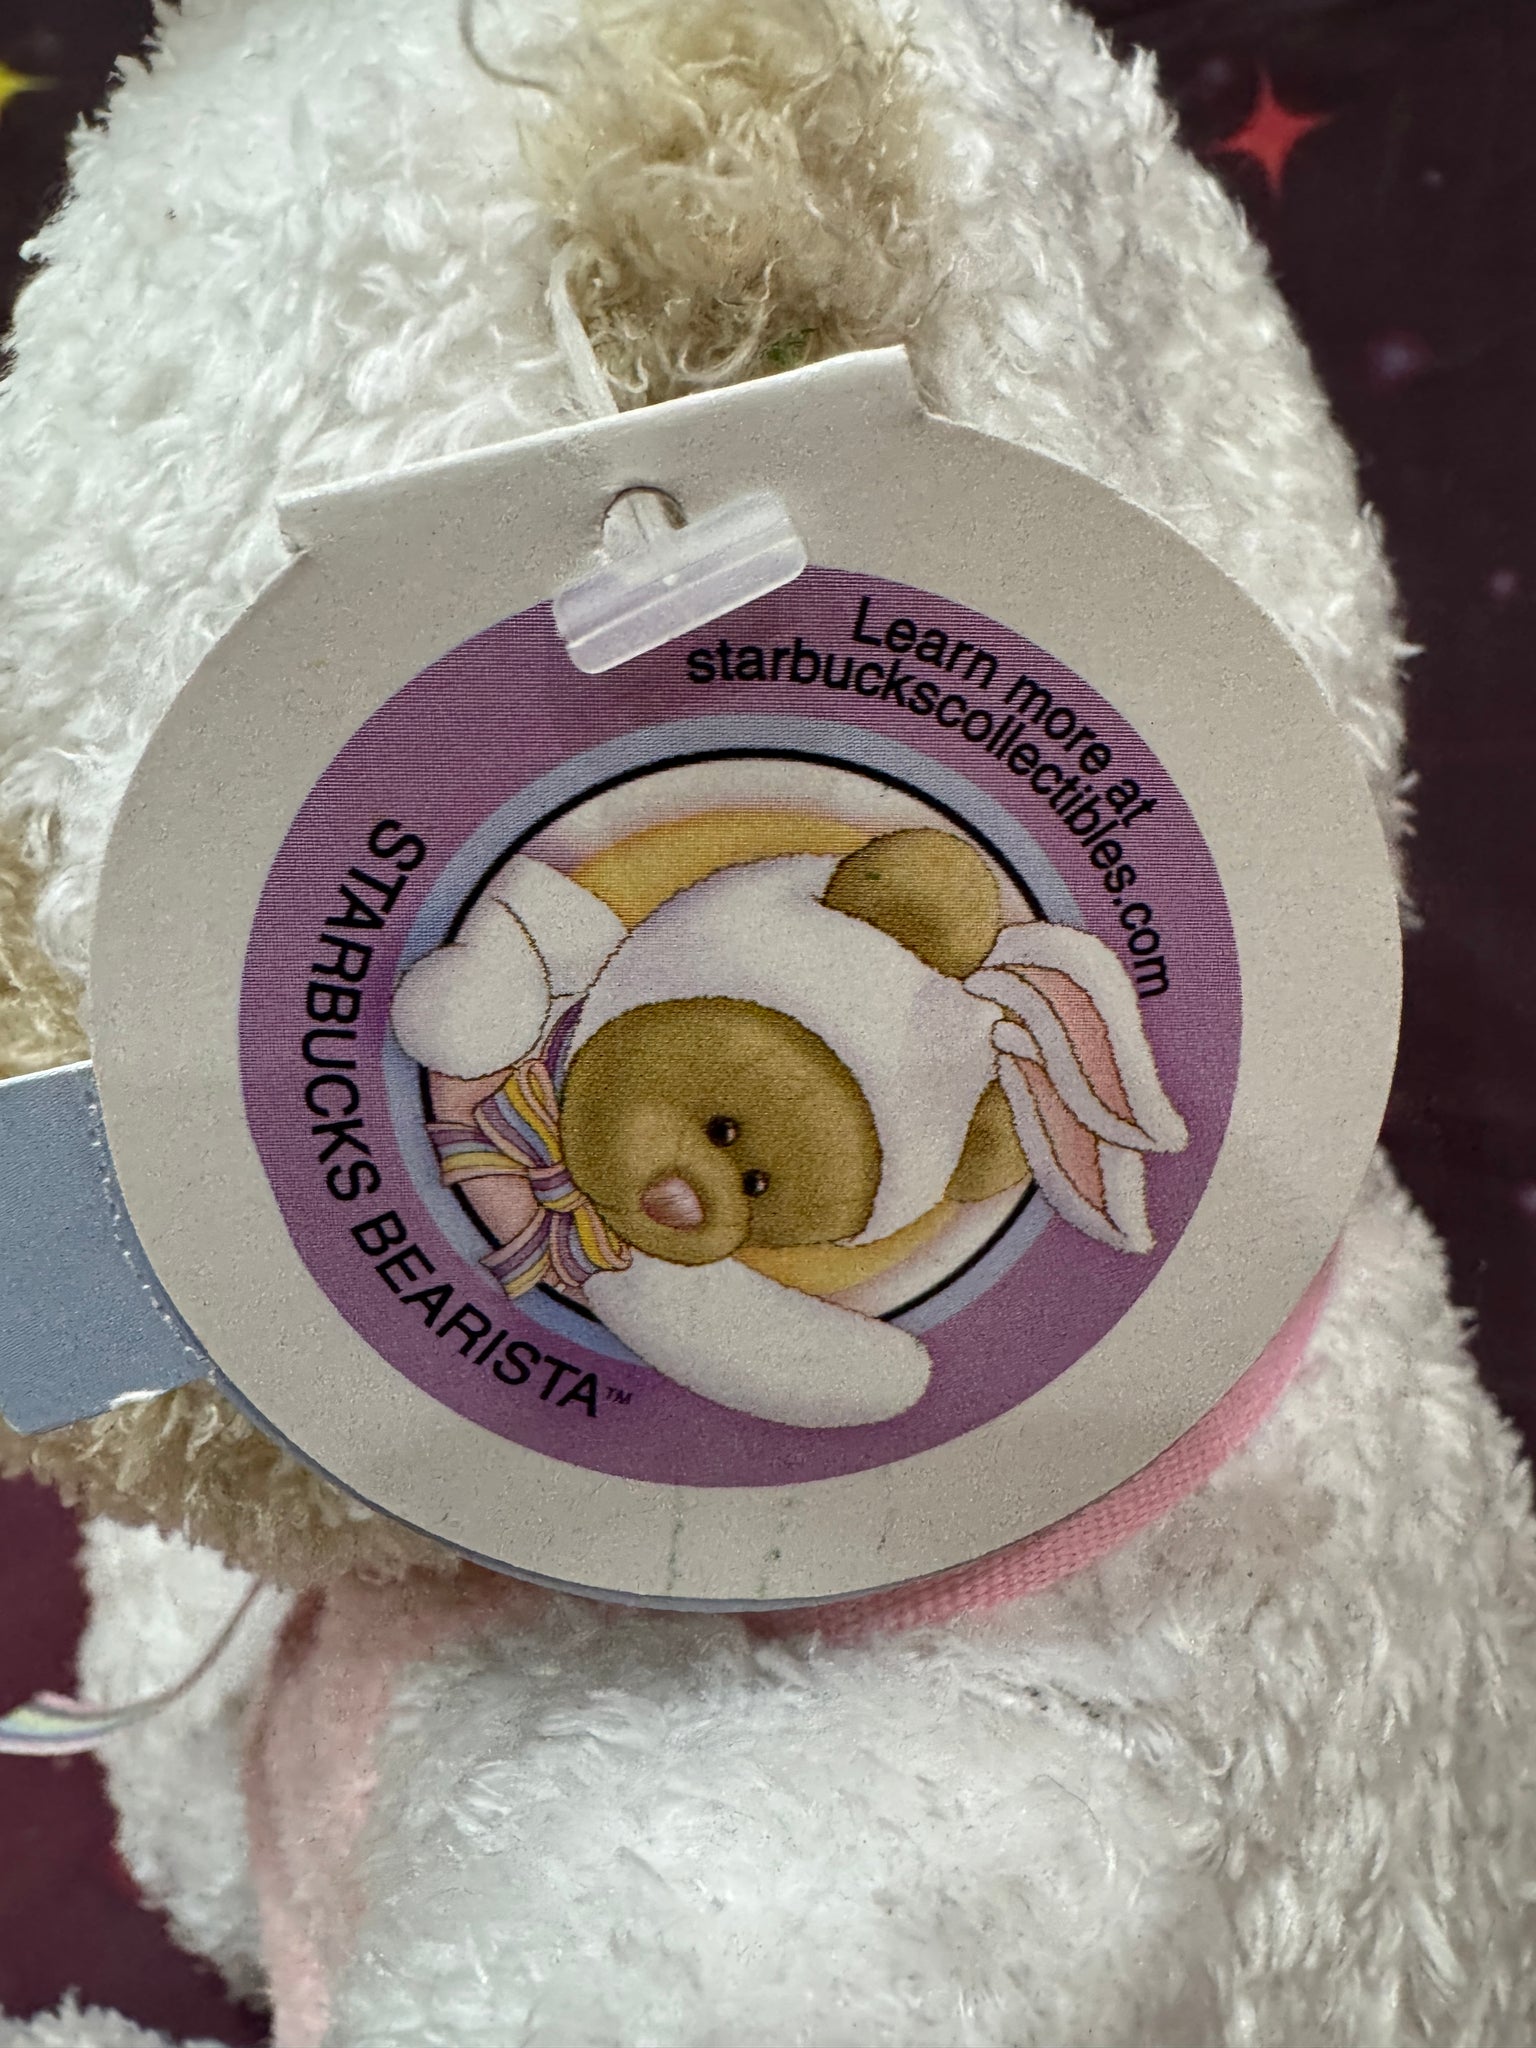 Learn more at
starbuckscollectibles.com
STARBUCKS BEARISTA™